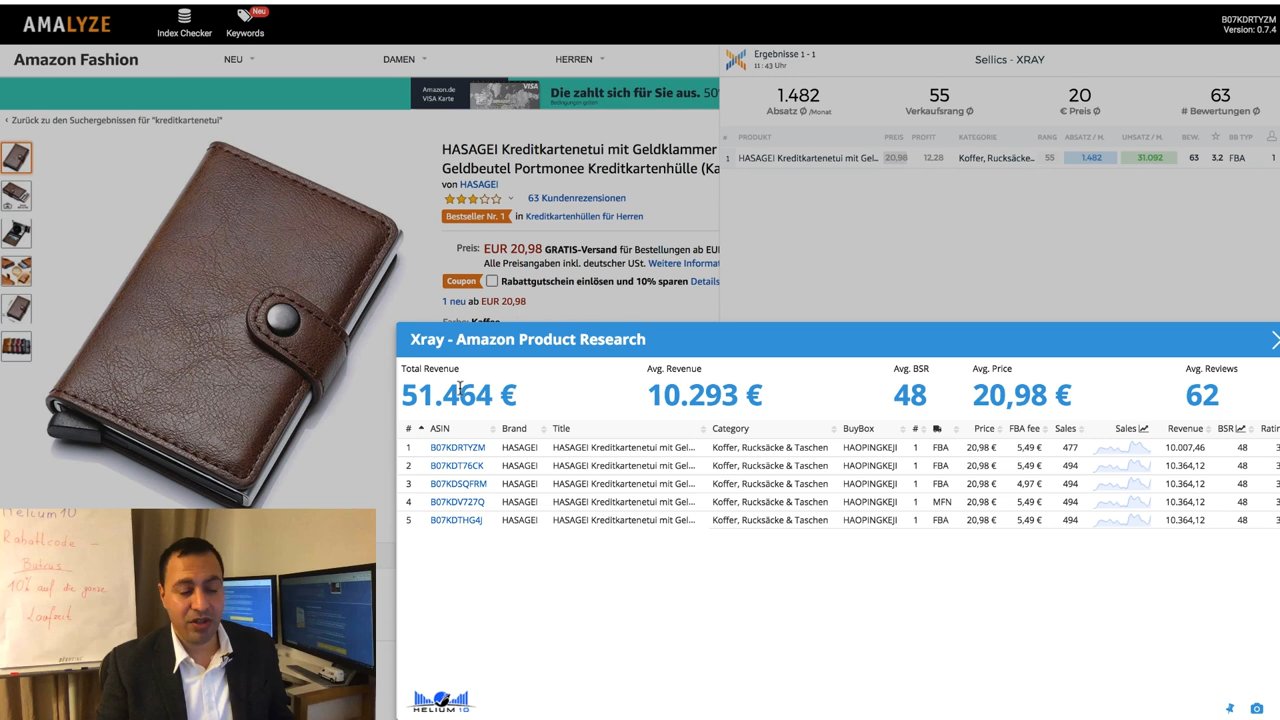 AMALYZE
Index Checker
Neu
Keywords
B07KDRTYZM
Version: 0.7.4
Amazon Fashion
NEU
DAMEN
HERREN
Amazon.de
VISA Karte
VISA
Die zahlt sich für Sie aus. 50
‹ Zurück zu den Suchergebnissen für "kreditkartenetui"
HASAGEI Kreditkartenetui mit Geldklammer
Geldbeutel Portmonee Kreditkartenhülle (Ka
von HASAGEI
63 Kundenrezensionen
Bestseller Nr. 1 in Kreditkartenhüllen für Herren
Preis: EUR 20,98 GRATIS-Versand für Bestellungen ab EU
Alle Preisangaben inkl. deutscher USt. Weitere Informat
Coupon Rabattgutschein einlösen und 10% sparen Details
1 neu ab EUR 20,98
Ergebnisse 1 - 1
11 : 43 Uhr
Sellics - XRAY
1.482 55 20 63
Absatz Ø /Monat Verkaufsrang Ø € Preis Ø # Bewertungen Ø
# PRODUKT PREIS PROFIT KATEGORIE RANG ABSATZ / M. UMSATZ / M. BEW. BB TYP
1 HASAGEI Kreditkartenetui mit Gel... 20,98 12,28 Koffer, Rucksäcke... 55 1.482 31.092 63 3.2 FBA 1
Xray - Amazon Product Research
Total Revenue Avg. Revenue Avg. BSR Avg. Price Avg. Reviews
51.464 € 10.293 € 48 20,98 € 62
# ASIN Brand Title Category BuyBox # Price FBA fee Sales Sales Revenue BSR Ratin
1 B07KDRTYZM HASAGEI HASAGEI Kreditkartenetui mit Gel... Koffer, Rucksäcke & Taschen HAOPINGKEJI 1 FBA 20,98 € 5,49 € 477 10.007,46 48
2 B07KDT76CK HASAGEI HASAGEI Kreditkartenetui mit Gel... Koffer, Rucksäcke & Taschen HAOPINGKEJI 1 FBA 20,98 € 5,49 € 494 10.364,12 48
3 B07KDSQFRM HASAGEI HASAGEI Kreditkartenetui mit Gel... Koffer, Rucksäcke & Taschen HAOPINGKEJI 1 FBA 20,98 € 4,97 € 494 10.364,12 48
4 B07KDV727Q HASAGEI HASAGEI Kreditkartenetui mit Gel... Koffer, Rucksäcke & Taschen HAOPINGKEJI 1 MFN 20,98 € 5,49 € 494 10.364,12 48
5 B07KDTHG4J HASAGEI HASAGEI Kreditkartenetui mit Gel... Koffer, Rucksäcke & Taschen HAOPINGKEJI 1 FBA 20,98 € 5,49 € 494 10.364,12 48
Helium10
Rabattcode -
Butrus
10% auf die ganze
Laufzeit
HELIUM 10